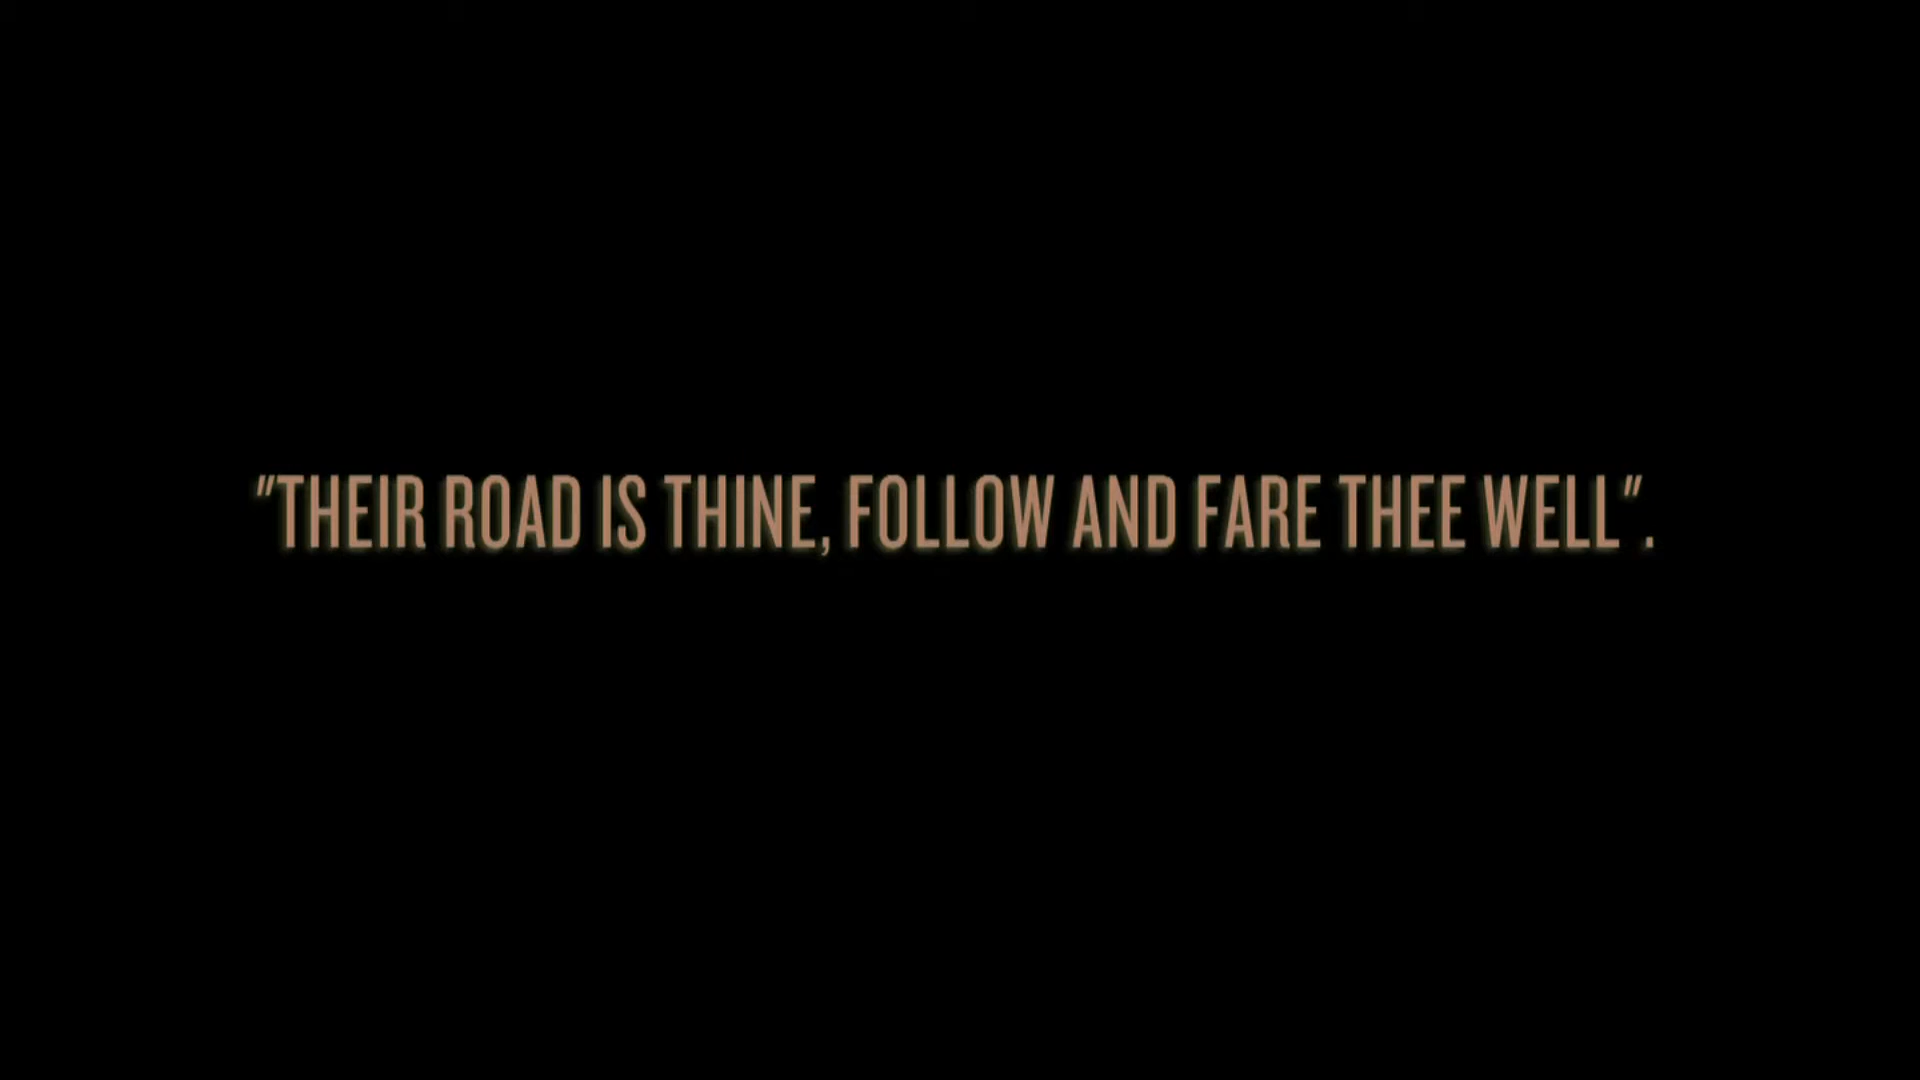 "THEIR ROAD IS THINE, FOLLOW AND FARE THEE WELL".